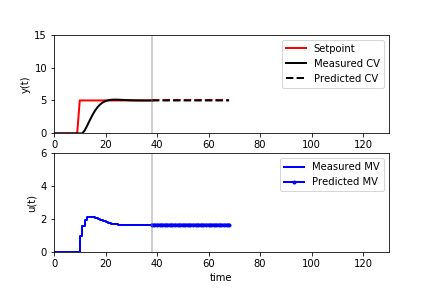 15
10
5
0
y(t)
Setpoint
Measured CV
Predicted CV
0 20 40 60 80 100 120
6
4
2
0
u(t)
Measured MV
Predicted MV
0 20 40 60 80 100 120
time